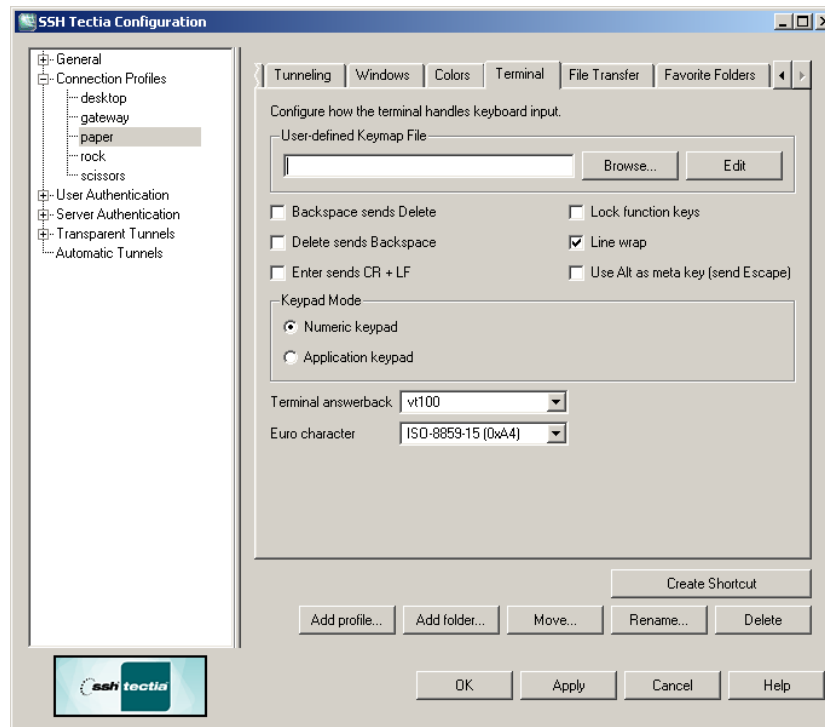 SSH Tectia Configuration
General
Connection Profiles
desktop
gateway
paper
rock
scissors
User Authentication
Server Authentication
Transparent Tunnels
Automatic Tunnels
Tunneling Windows Colors Terminal File Transfer Favorite Folders
Configure how the terminal handles keyboard input.
User-defined Keymap File
Browse... Edit
Backspace sends Delete Lock function keys
Delete sends Backspace Line wrap
Enter sends CR + LF Use Alt as meta key (send Escape)
Keypad Mode
Numeric keypad
Application keypad
Terminal answerback vt100
Euro character ISO-8859-15 (0xA4)
Create Shortcut
Add profile... Add folder... Move... Rename... Delete
ssh tectia
OK Apply Cancel Help